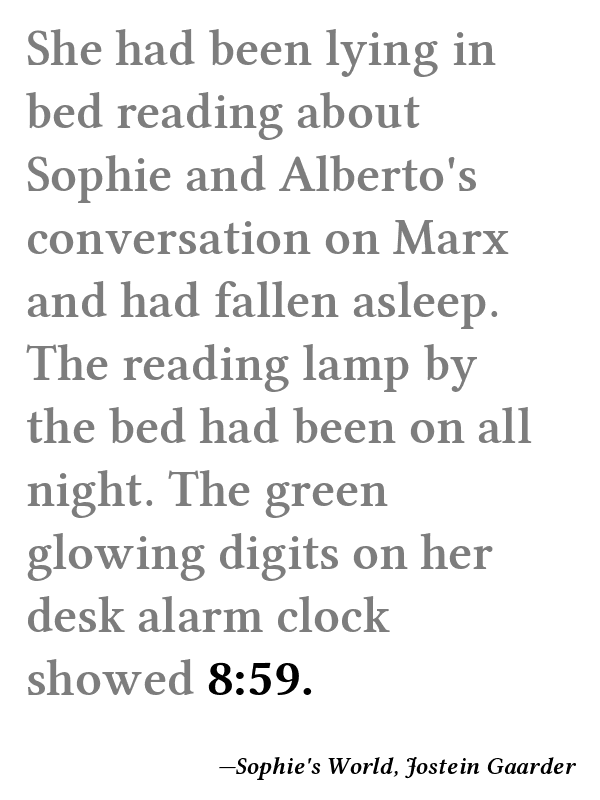 She had been lying in
bed reading about
Sophie and Alberto's
conversation on Marx
and had fallen asleep.
The reading lamp by
the bed had been on all
night. The green
glowing digits on her
desk alarm clock
showed 8:59.
—Sophie's World, Jostein Gaarder